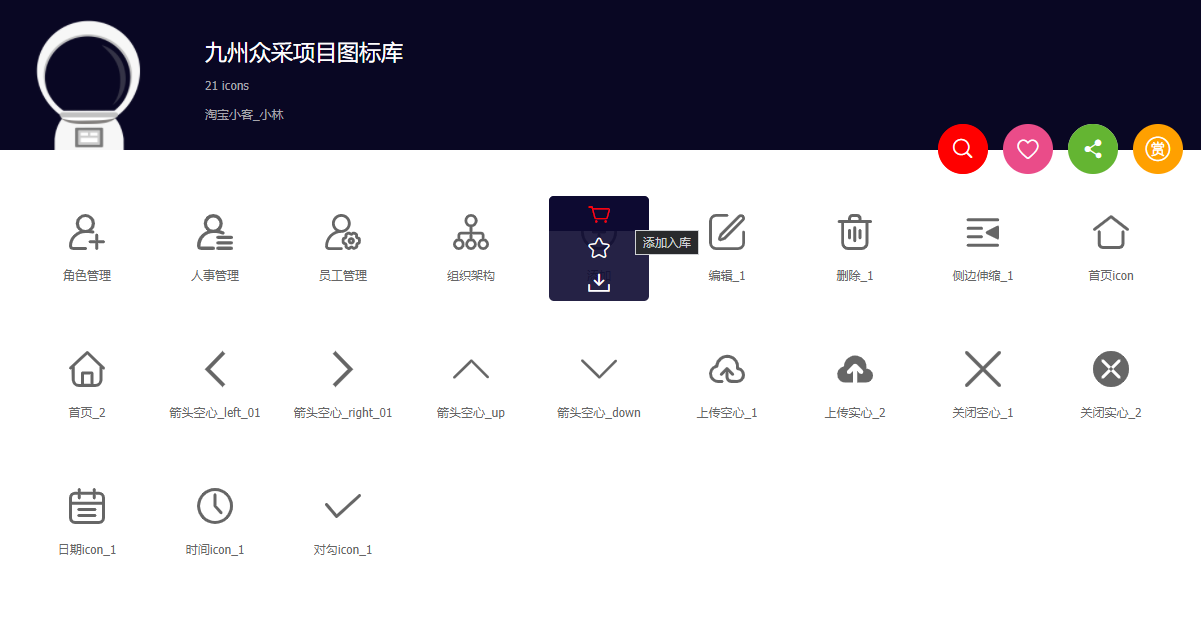 九州众采项目图标库
21 icons
淘宝小客_小林
赏
角色管理
人事管理
员工管理
组织架构
添加入库
编辑_1
删除_1
侧边伸缩_1
首页icon
首页_2
箭头空心_left_01
箭头空心_right_01
箭头空心_up
箭头空心_down
上传空心_1
上传实心_2
关闭空心_1
关闭实心_2
日期icon_1
时间icon_1
对勾icon_1